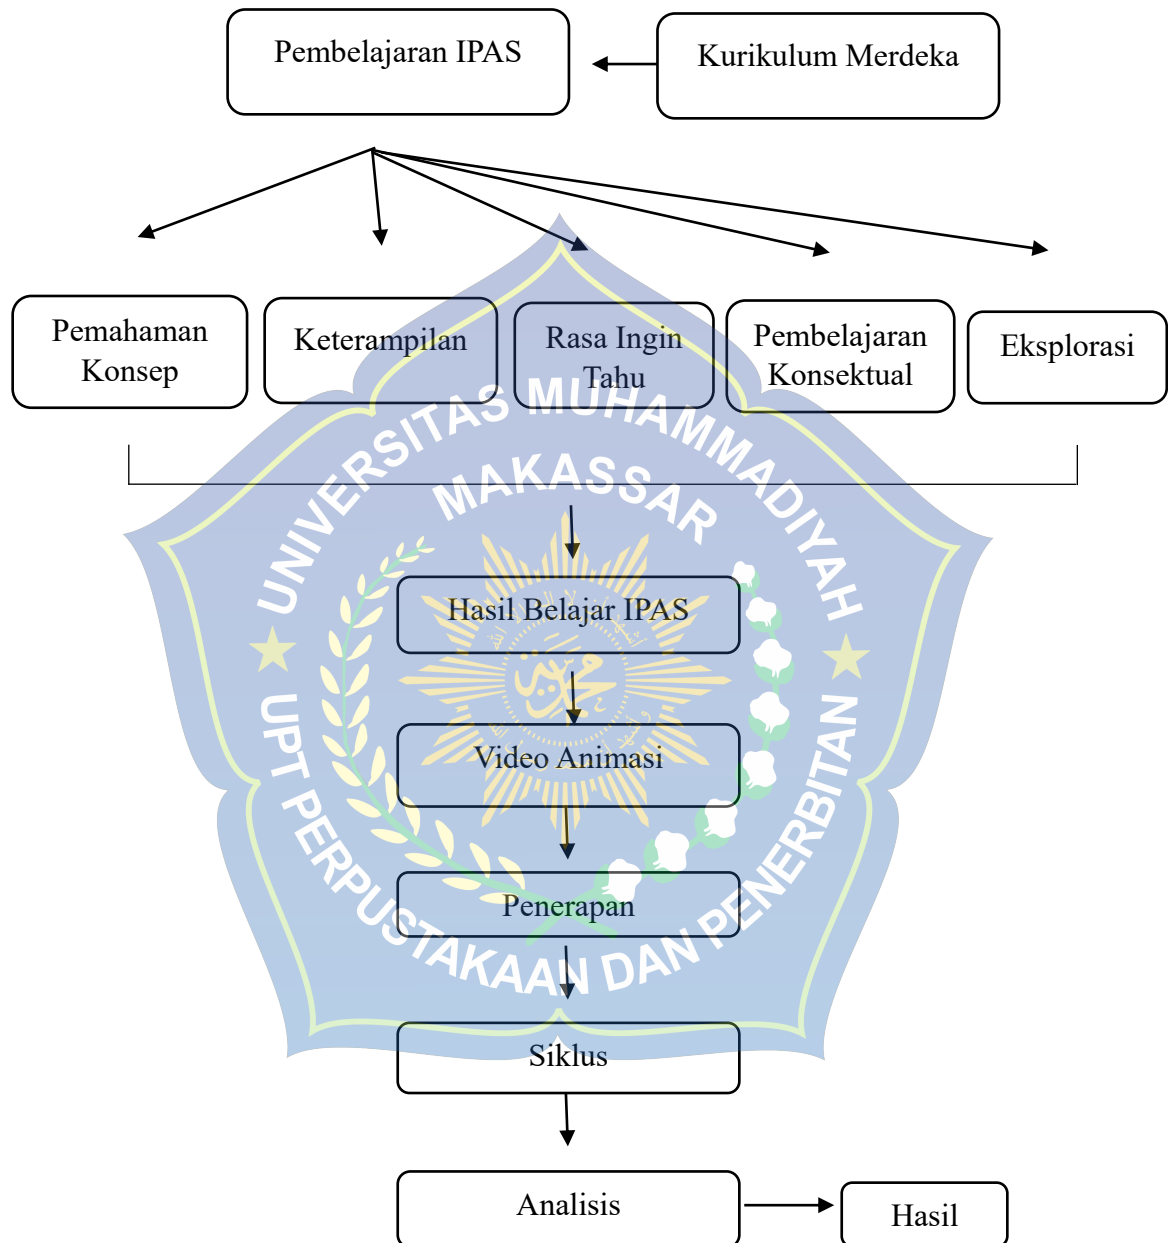 Pembelajaran IPAS
Kurikulum Merdeka
Pemahaman
Konsep
Keterampilan
Rasa Ingin
Tahu
Pembelajaran
Konsektual
Eksplorasi
UNIVERSITAS MUHAMMADIYAH
MAKASSAR
Hasil Belajar IPAS
Video Animasi
Penerapan
UPT PERPUSTAKAAN DAN PENERBITAN
Siklus
Analisis
Hasil